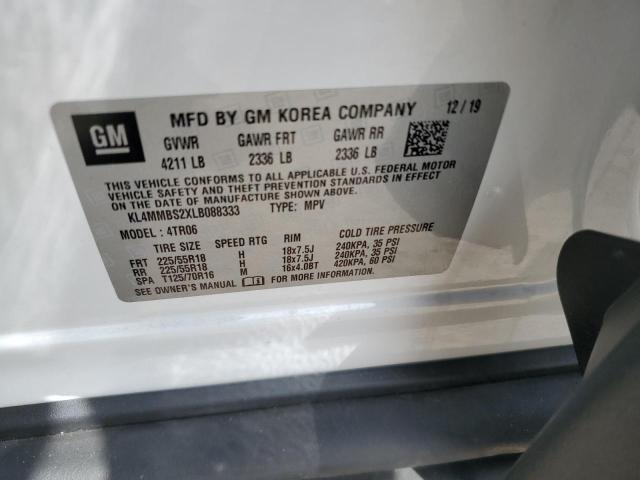 GM
MFD BY GM KOREA COMPANY 12/19
GVWR GAWR FRT GAWR RR
4211 LB 2336 LB 2336 LB
THIS VEHICLE CONFORMS TO ALL APPLICABLE U.S. FEDERAL MOTOR
VEHICLE SAFETY AND THEFT PREVENTION STANDARDS IN EFFECT ON THE
DATE OF MANUFACTURE SHOWN ABOVE.
KL4MMBS2XLB088333 TYPE: MPV
MODEL: 4TR06
TIRE SIZE SPEED RTG RIM COLD TIRE PRESSURE
FRT 225/55R18 H 18x7.5J 240KPA, 35 PSI
RR 225/55R18 H 18x7.5J 240KPA, 35 PSI
SPA T125/70R16 M 16x4.0BT 420KPA, 60 PSI
SEE OWNER'S MANUAL